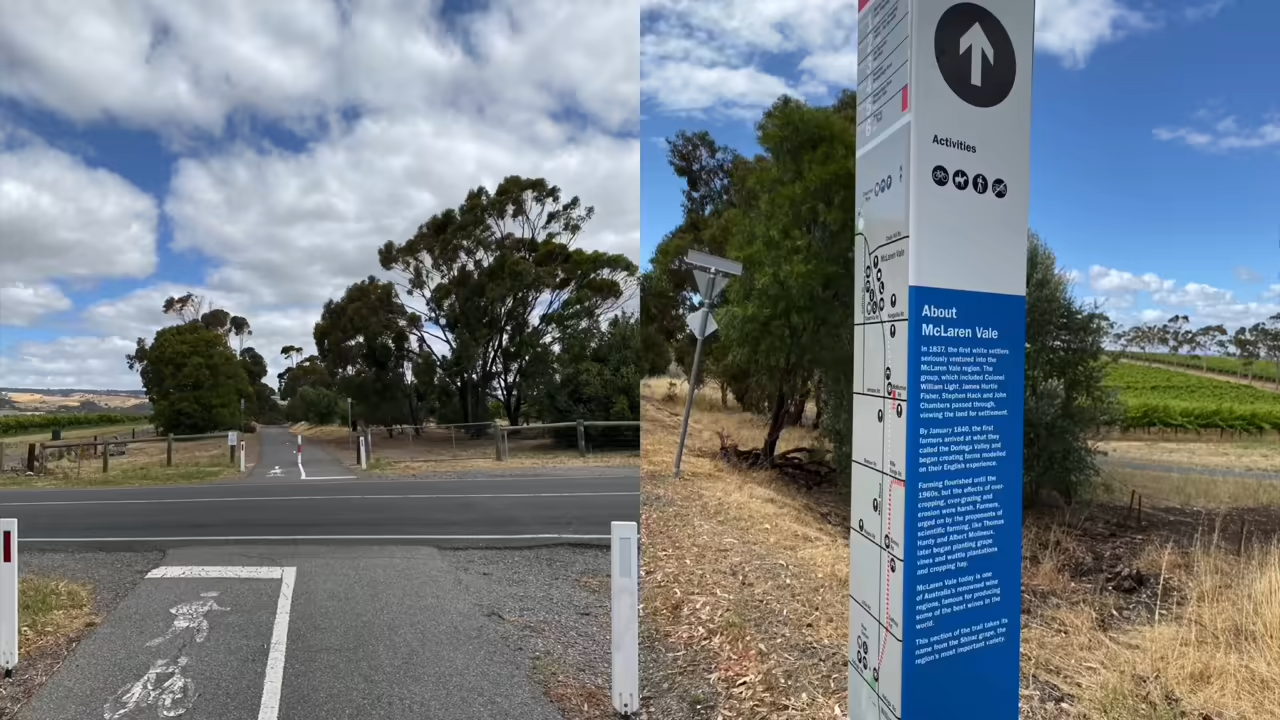 Activities
McLaren Vale
About
McLaren Vale
In 1837, the first white settlers
seriously ventured into the
McLaren Vale region. The
group, which included Colonel
William Light, James Hurtle
Fisher, Stephen Hack and John
Chambers passed through,
viewing the land for settlement.
By January 1840, the first
farmers arrived at what they
called the Doringa Valley and
began creating farms modelled
on their English experience.
Farming flourished until the
1960s, but the effects of over-
cropping, over-grazing and
erosion were harsh. Farmers,
urged on by the proponents of
scientific farming, like Thomas
Hardy and Albert Molineux,
later began planting grape
vines and wattle plantations
and cropping hay.
McLaren Vale today is one
of Australia's renowned wine
regions, famous for producing
some of the best wines in the
world.
This section of the trail takes its
name from the Shiraz grape, the
region's most important variety.